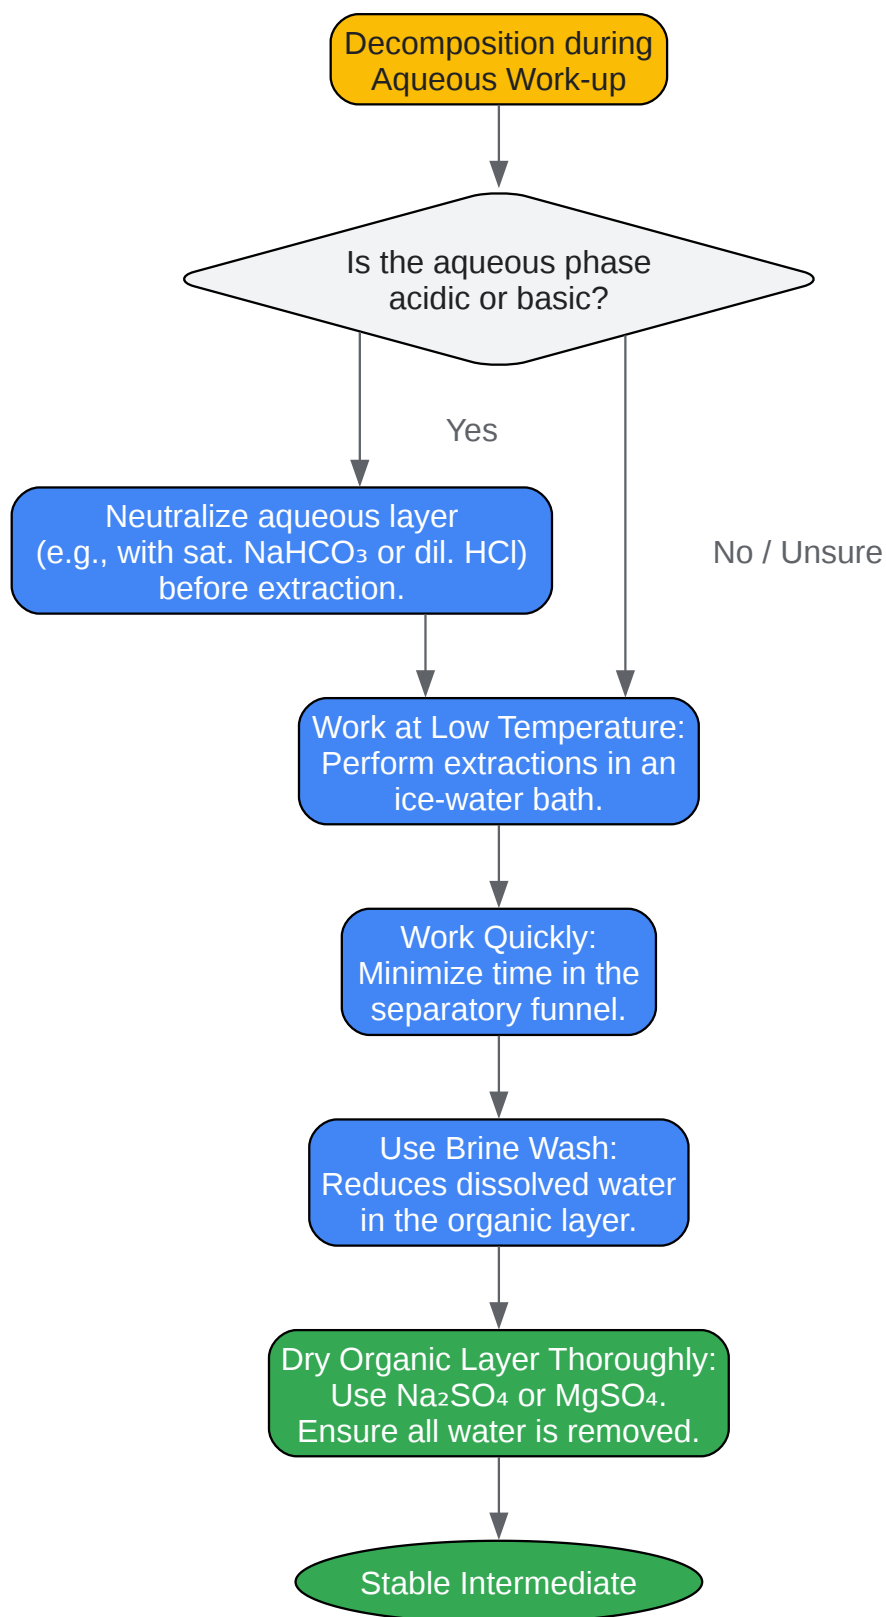 Decomposition during
Aqueous Work-up
Is the aqueous phase
acidic or basic?
Yes
Neutralize aqueous layer
(e.g., with sat. NaHCO₃ or dil. HCl)
before extraction.
No / Unsure
Work at Low Temperature:
Perform extractions in an
ice-water bath.
Work Quickly:
Minimize time in the
separatory funnel.
Use Brine Wash:
Reduces dissolved water
in the organic layer.
Dry Organic Layer Thoroughly:
Use Na₂SO₄ or MgSO₄.
Ensure all water is removed.
Stable Intermediate